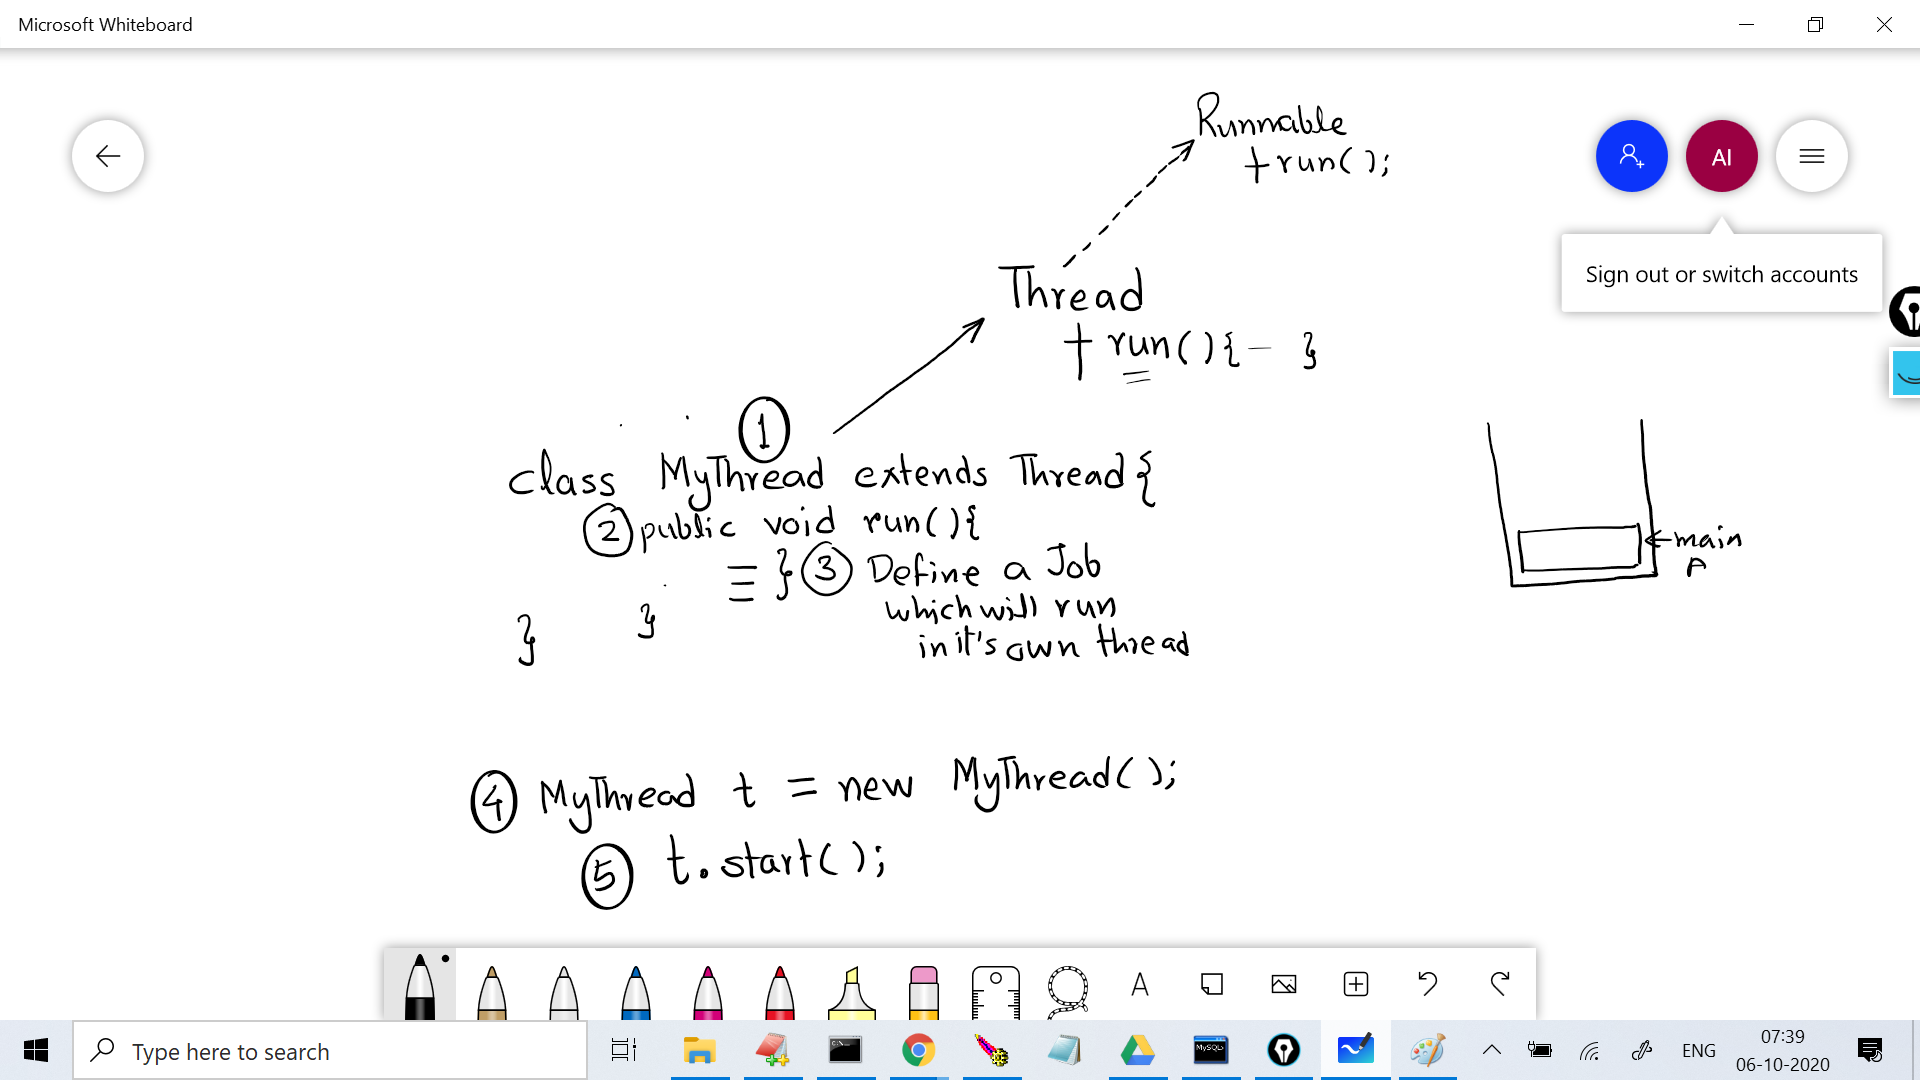 Microsoft Whiteboard
Runnable
+run();
AI
Sign out or switch accounts
Thread
+ run(){- }
1
class MyThread extends Thread{
2 public void run(){
} 3 Define a Job
which will run
in it's own thread
}
}
←main
4 MyThread t = new MyThread();
5 t.start();
A
Type here to search
C:\
MySQL
ENG
07:39
06-10-2020